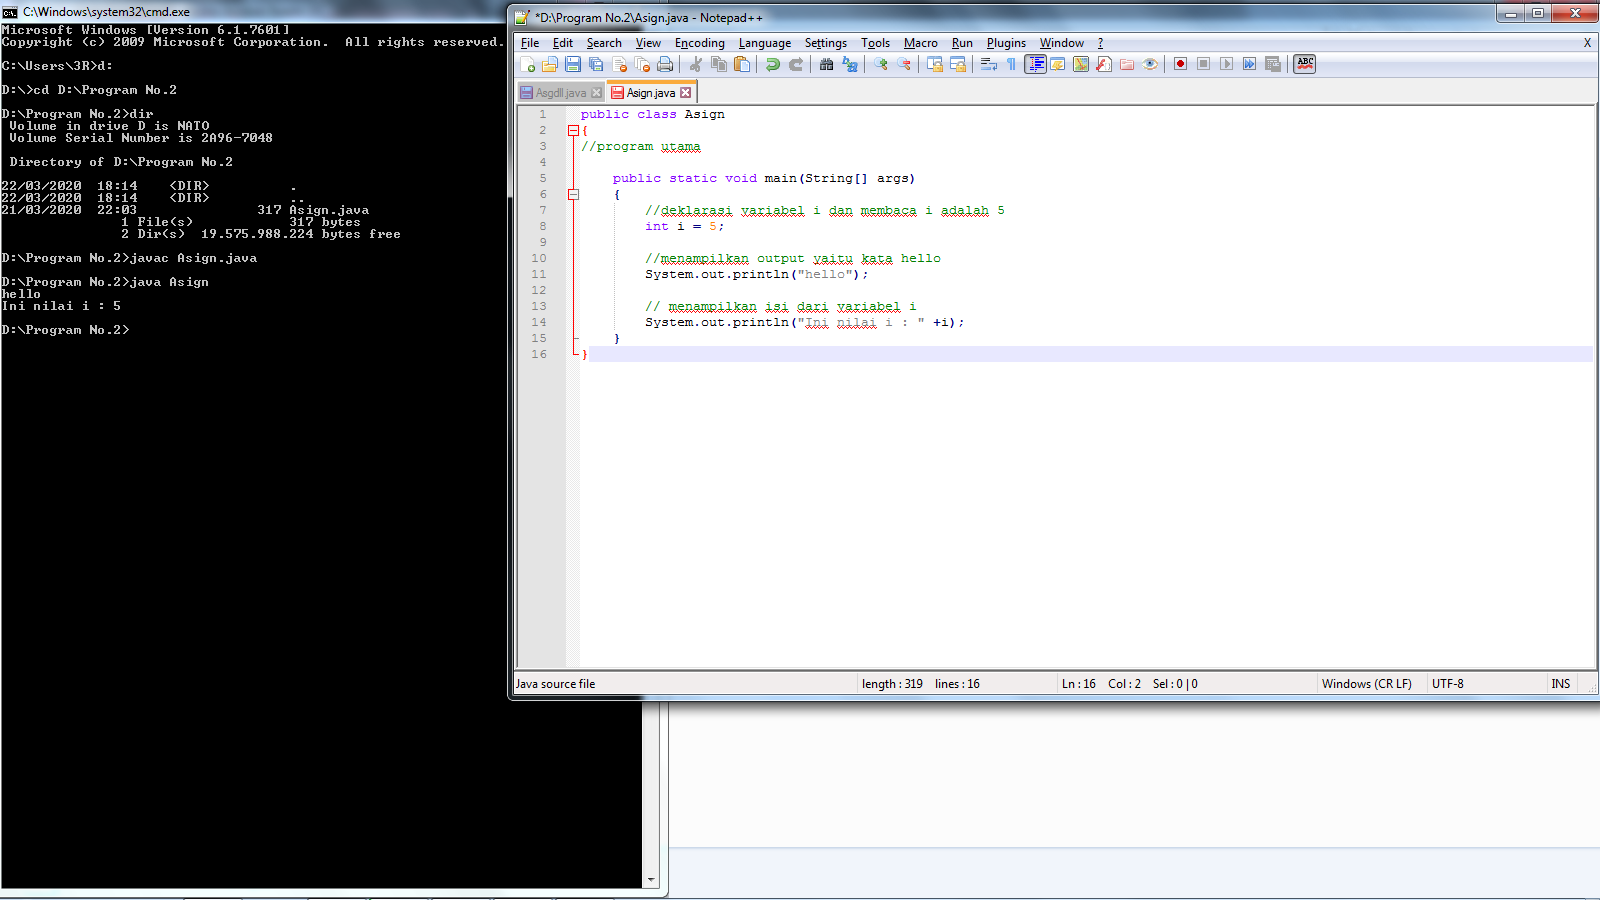 C:\Windows\system32\cmd.exe
Microsoft Windows [Version 6.1.7601]
Copyright (c) 2009 Microsoft Corporation.  All rights reserved.
C:\Users\3R>d:
D:\>cd D:\Program No.2
D:\Program No.2>dir
 Volume in drive D is NATO
 Volume Serial Number is 2A96-7048
 Directory of D:\Program No.2
22/03/2020  18:14    <DIR>          .
22/03/2020  18:14    <DIR>          ..
21/03/2020  22:03               317 Asign.java
               1 File(s)            317 bytes
               2 Dir(s)  19.575.988.224 bytes free
D:\Program No.2>javac Asign.java
D:\Program No.2>java Asign
hello
Ini nilai i : 5
D:\Program No.2>
*D:\Program No.2\Asign.java - Notepad++
File Edit Search View Encoding Language Settings Tools Macro Run Plugins Window ? X
ABC
Asgdll.java Asign.java
1 public class Asign
2 {
3 //program utama
4
5     public static void main(String[] args)
6     {
7         //deklarasi variabel i dan membaca i adalah 5
8         int i = 5;
9
10         //menampilkan output yaitu kata hello
11         System.out.println("hello");
12
13         // menampilkan isi dari variabel i
14         System.out.println("Ini nilai i : " +i);
15     }
16 }
Java source file length : 319 lines : 16 Ln : 16 Col : 2 Sel : 0 | 0 Windows (CR LF) UTF-8 INS